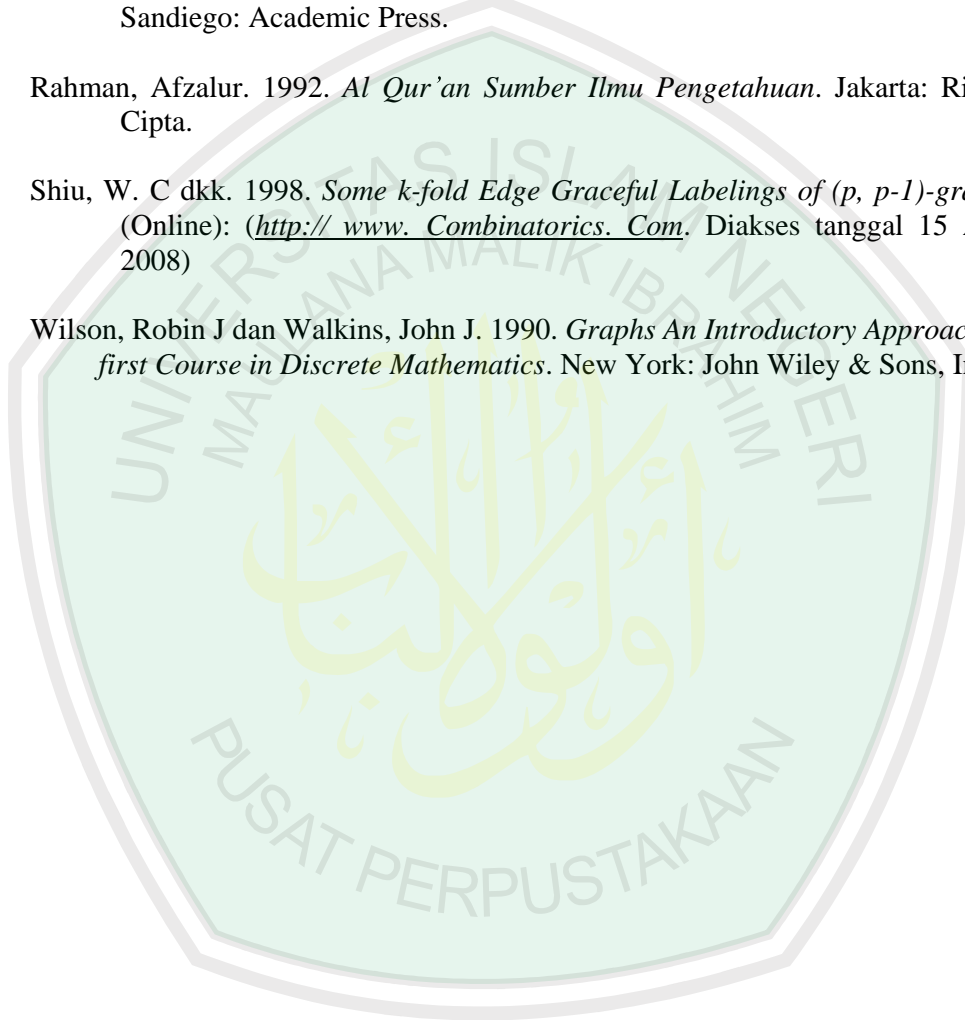 Sandiego: Academic Press.
Rahman, Afzalur. 1992. Al Qur’an Sumber Ilmu Pengetahuan. Jakarta: Ri
Cipta.
Shiu, W. C dkk. 1998. Some k-fold Edge Graceful Labelings of (p, p-1)-gra
(Online): (http:// www. Combinatorics. Com. Diakses tanggal 15
2008)
Wilson, Robin J dan Walkins, John J. 1990. Graphs An Introductory Approac
first Course in Discrete Mathematics. New York: John Wiley & Sons, I
UNIVERSITAS ISLAM NEGERI
MAULANA MALIK IBRAHIM
PUSAT PERPUSTAKAAN